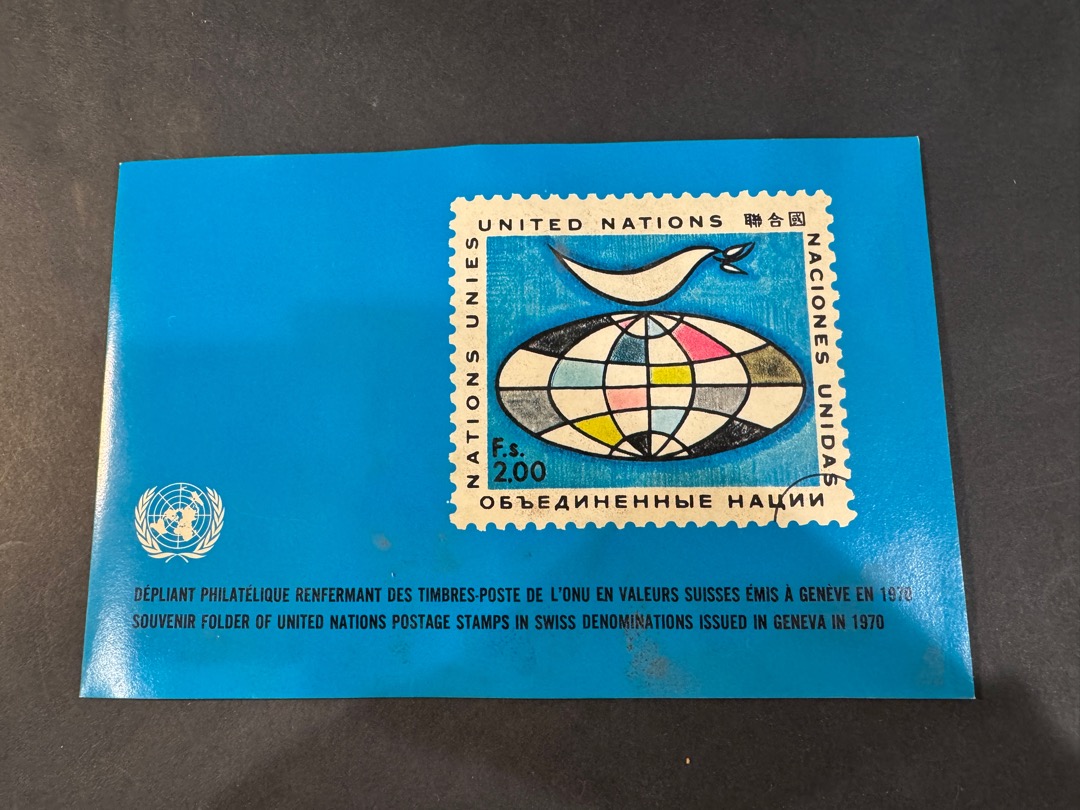 UNITED NATIONS 聯合國
NATIONS UNIES
NACIONES UNIDAS
F.s.
2.00
ОБЪЕДИНЕННЫЕ НАЦИИ
DÉPLIANT PHILATÉLIQUE RENFERMANT DES TIMBRES-POSTE DE L'ONU EN VALEURS SUISSES ÉMIS À GENÈVE EN 1970
SOUVENIR FOLDER OF UNITED NATIONS POSTAGE STAMPS IN SWISS DENOMINATIONS ISSUED IN GENEVA IN 1970